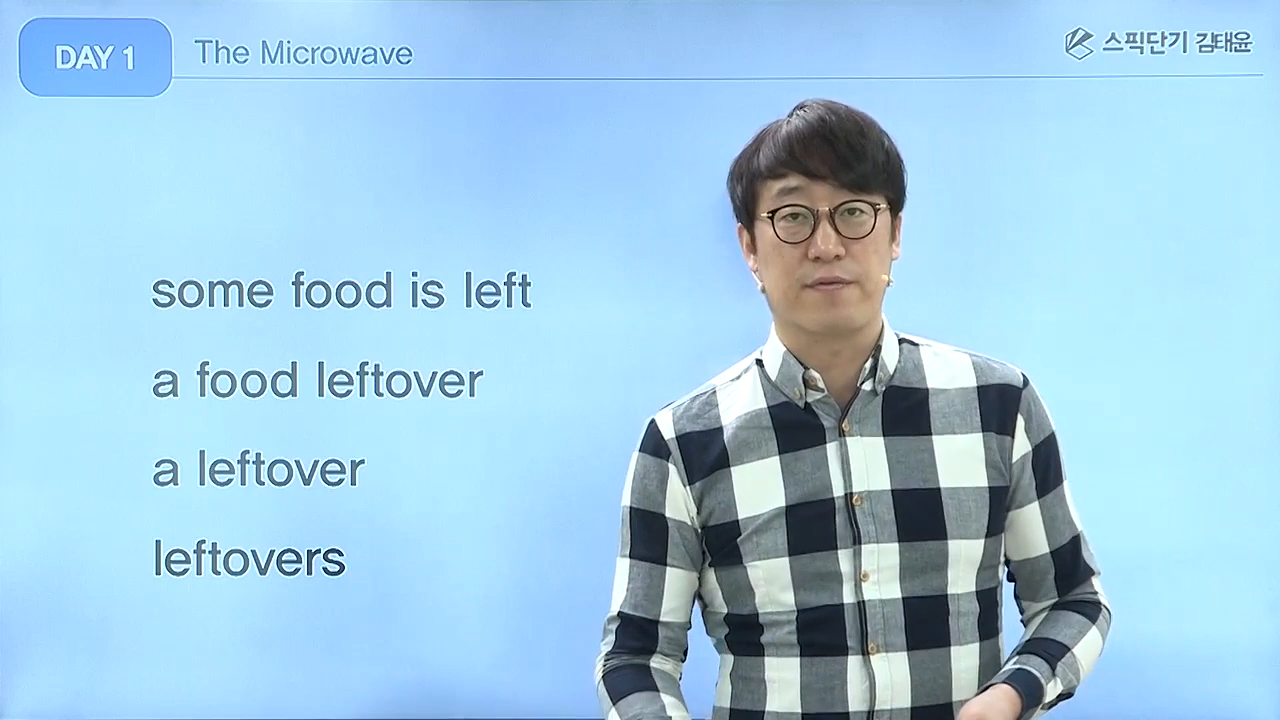 DAY 1
The Microwave
스픽단기 김태윤
some food is left
a food leftover
a leftover
leftovers